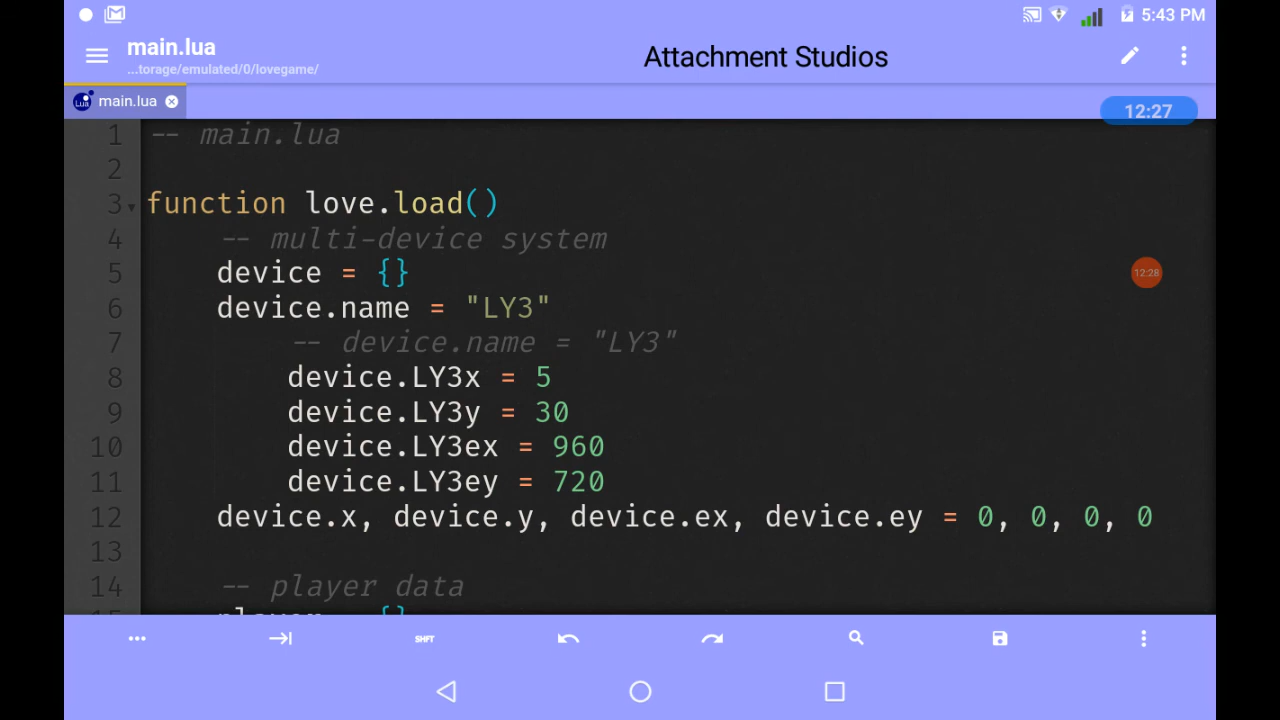 5:43 PM
main.lua
...torage/emulated/0/lovegame/
Attachment Studios
Lua main.lua
12:27
1 -- main.lua
2
3 function love.load()
4 -- multi-device system
5 device = {}
12:28
6 device.name = "LY3"
7 -- device.name = "LY3"
8 device.LY3x = 5
9 device.LY3y = 30
10 device.LY3ex = 960
11 device.LY3ey = 720
12 device.x, device.y, device.ex, device.ey = 0, 0, 0, 0
13
14 -- player data
15 player = {}
SHFT